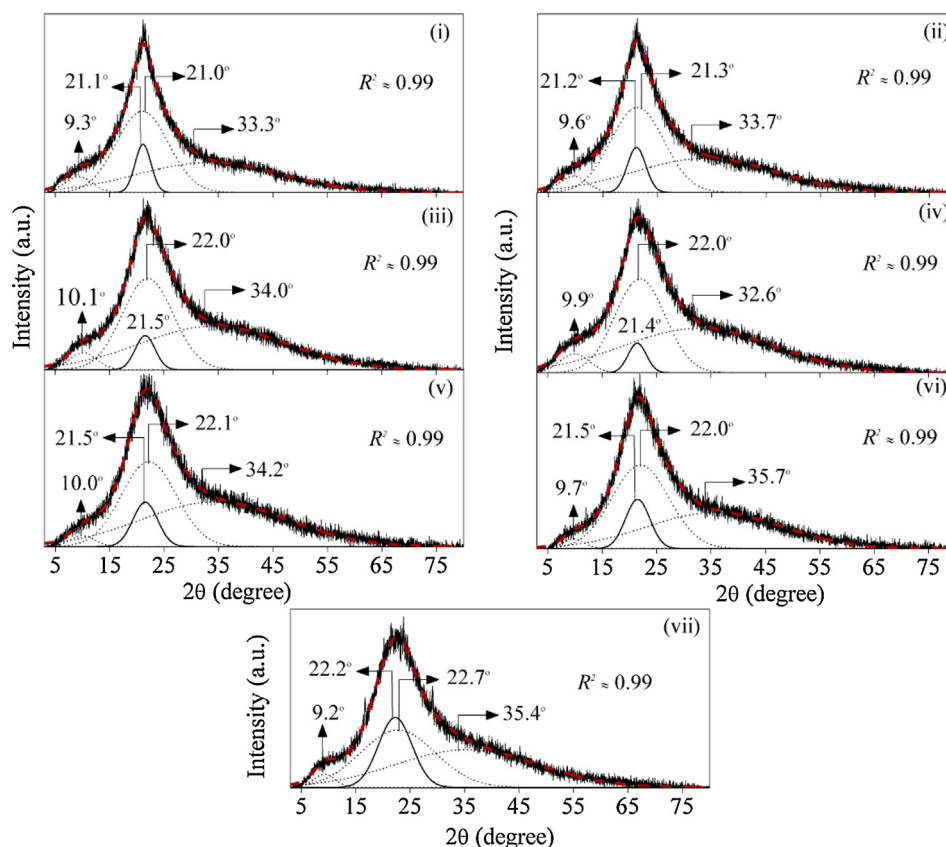 (i)
21.1° 21.0°
R² ≈ 0.99
9.3° 33.3°
(ii)
21.2° 21.3°
R² ≈ 0.99
9.6° 33.7°
(iii)
22.0°
R² ≈ 0.99
10.1° 34.0°
21.5°
(iv)
22.0°
R² ≈ 0.99
9.9° 32.6°
21.4°
(v)
21.5° 22.1°
R² ≈ 0.99
10.0° 34.2°
(vi)
21.5° 22.0°
R² ≈ 0.99
9.7° 35.7°
Intensity (a.u.)
Intensity (a.u.)
5 15 25 35 45 55 65 75
2θ (degree)
5 15 25 35 45 55 65 75
2θ (degree)
(vii)
22.2° 22.7°
R² ≈ 0.99
9.2° 35.4°
Intensity (a.u.)
5 15 25 35 45 55 65 75
2θ (degree)